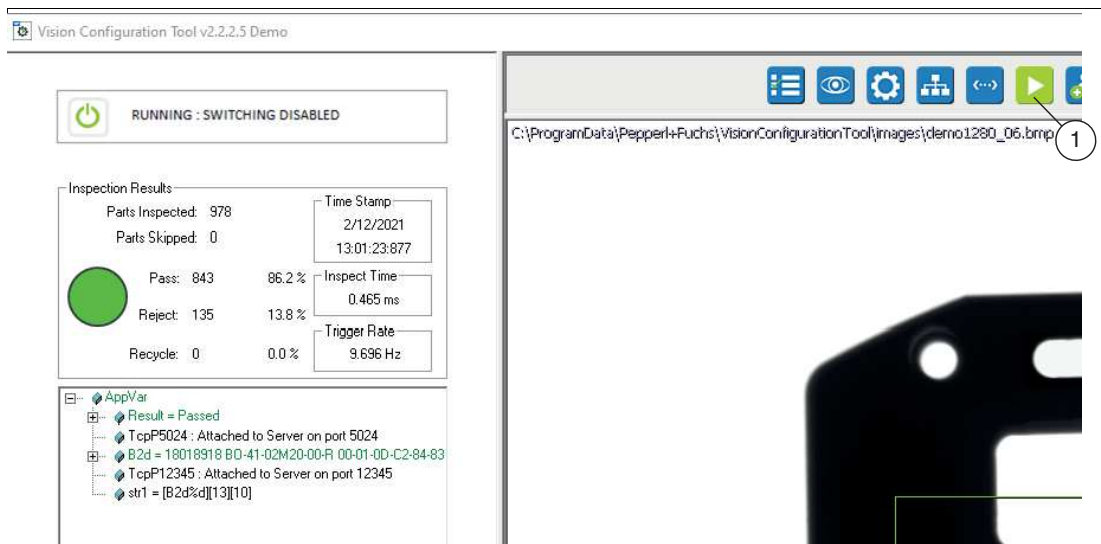 Vision Configuration Tool v2.2.2.5 Demo
RUNNING : SWITCHING DISABLED
C:\ProgramData\Pepperl+Fuchs\VisionConfigurationTool\images\demo1280_06.bmp
1
Inspection Results
Parts Inspected: 978
Parts Skipped: 0
Time Stamp
2/12/2021
13:01:23:877
Pass: 843 86.2 %
Inspect Time
0.465 ms
Reject: 135 13.8 %
Trigger Rate
9.696 Hz
Recycle: 0 0.0 %
AppVar
Result = Passed
TcpP5024 : Attached to Server on port 5024
B2d = 18018918 BO-41-02M20-00-R 00-01-0D-C2-84-83
TcpP12345 : Attached to Server on port 12345
str1 = [B2d%d][13][10]